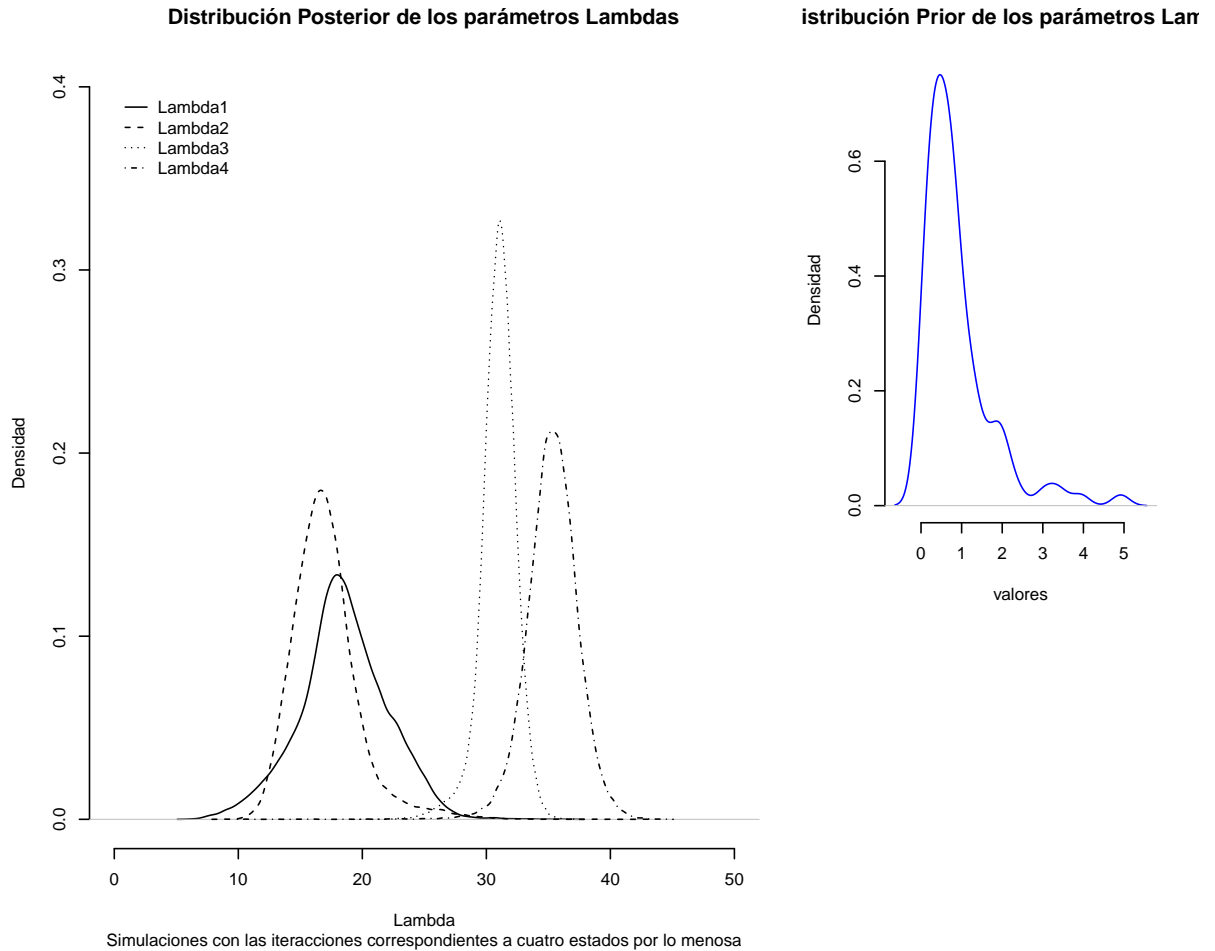 Distribución Posterior de los parámetros Lambdas
0.4
0.3
0.2
0.1
0.0
Densidad
Lambda1
Lambda2
Lambda3
Lambda4
0 10 20 30 40 50
Lambda
Simulaciones con las iteracciones correspondientes a cuatro estados por lo menosa
istribución Prior de los parámetros Lam
0.6
0.4
0.2
0.0
Densidad
0 1 2 3 4 5
valores